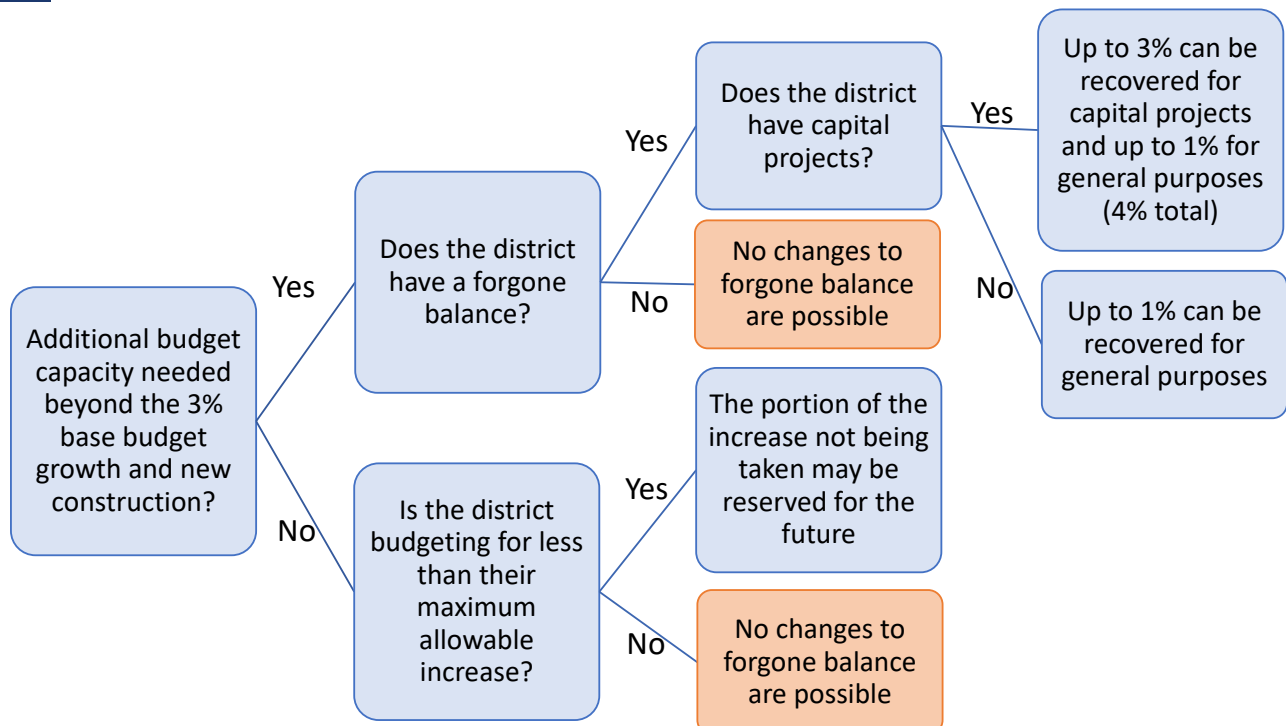 Additional budget
capacity needed
beyond the 3%
base budget
growth and new
construction?
Yes
No
Does the district
have a forgone
balance?
Yes
No
Does the district
have capital
projects?
Yes
No
Up to 3% can be
recovered for
capital projects
and up to 1% for
general purposes
(4% total)
Up to 1% can be
recovered for
general purposes
No changes to
forgone balance
are possible
Is the district
budgeting for less
than their
maximum
allowable
increase?
Yes
No
The portion of the
increase not being
taken may be
reserved for the
future
No changes to
forgone balance
are possible